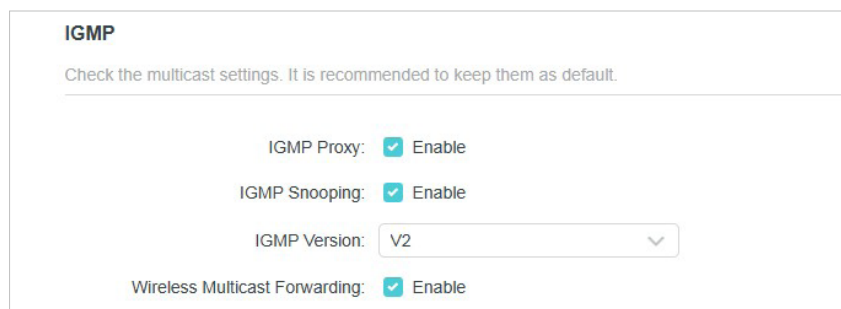 IGMP
Check the multicast settings. It is recommended to keep them as default.
IGMP Proxy: Enable
IGMP Snooping: Enable
IGMP Version: V2
Wireless Multicast Forwarding: Enable